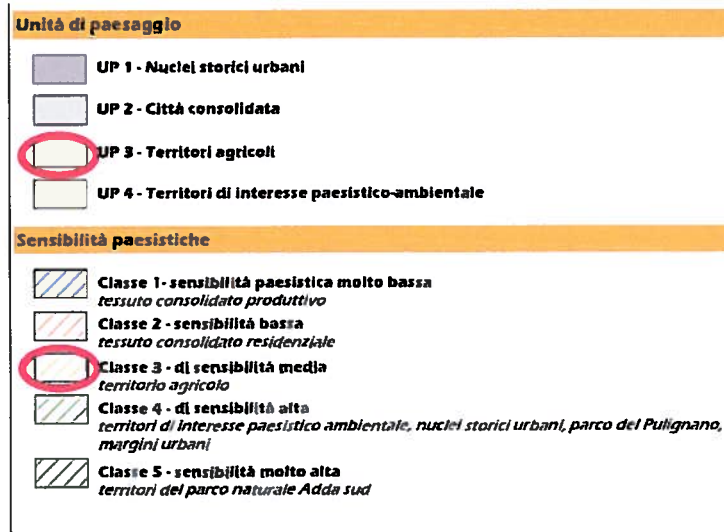 Unità di paesaggio
UP 1 - Nuclei storici urbani
UP 2 - Città consolidata
UP 3 - Territori agricoli
UP 4 - Territori di interesse paesistico-ambientale
Sensibilità paesistiche
Classe 1- sensibilità paesistica molto bassa
tessuto consolidato produttivo
Classe 2 - sensibilità bassa
tessuto consolidato residenziale
Classe 3 - di sensibilità media
territorio agricolo
Classe 4 - di sensibilità alta
territori di interesse paesistico ambientale, nuclei storici urbani, parco del Pulignano,
margini urbani
Classe 5 - sensibilità molto alta
territori del parco naturale Adda sud